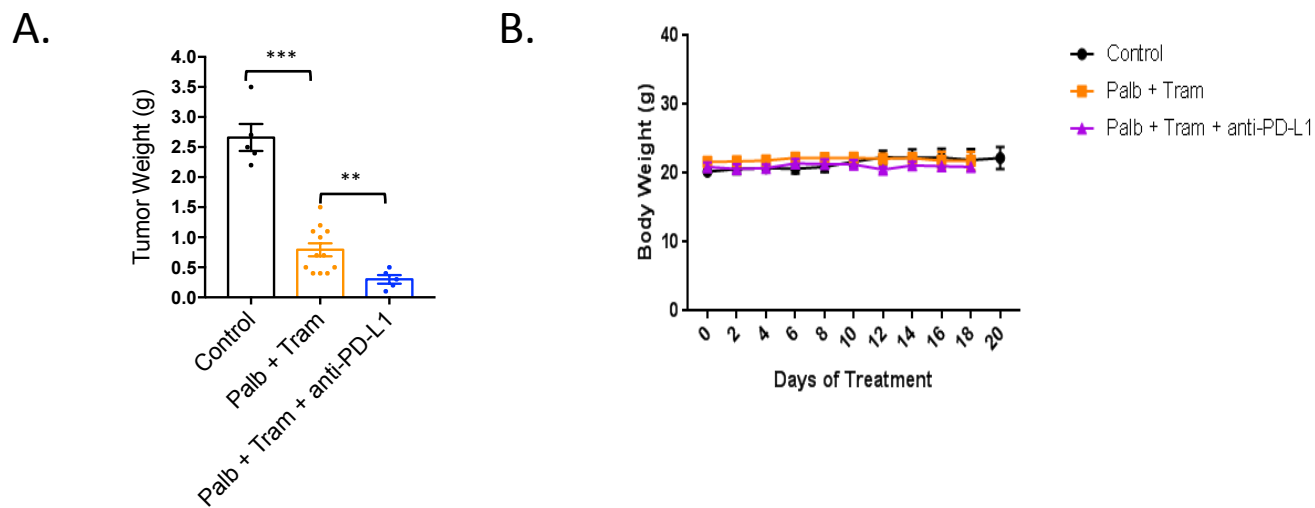 A.
Tumor Weight (g)
4.0
3.5
3.0
2.5
2.0
1.5
1.0
0.5
0.0
***
**
Control
Palb + Tram
Palb + Tram + anti-PD-L1
B.
Body Weight (g)
40
30
20
10
0
0 2 4 6 8 10 12 14 16 18 20
Days of Treatment
Control
Palb + Tram
Palb + Tram + anti-PD-L1